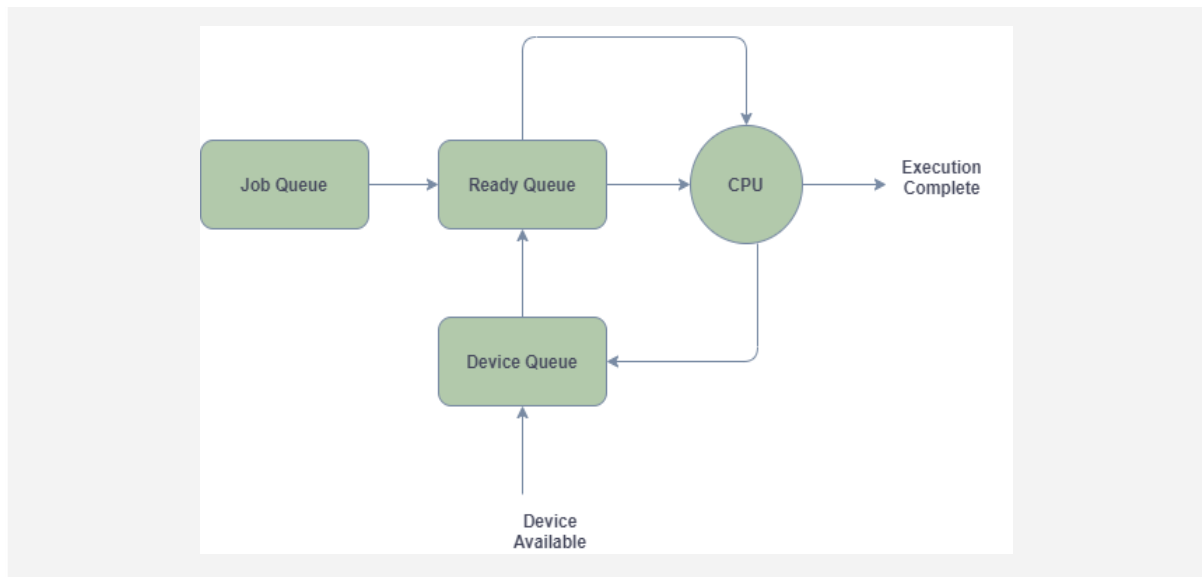 Job Queue
Ready Queue
CPU
Execution
Complete
Device Queue
Device
Available